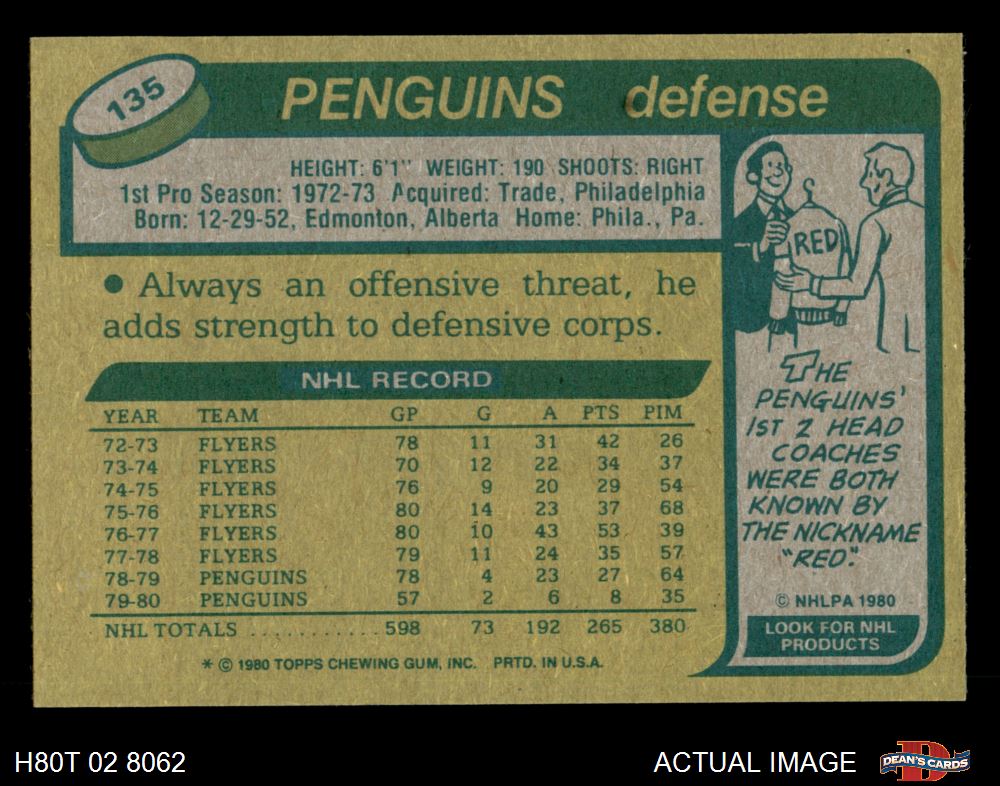 135
PENGUINS defense
HEIGHT: 6'1" WEIGHT: 190 SHOOTS: RIGHT
1st Pro Season: 1972-73 Acquired: Trade, Philadelphia
Born: 12-29-52, Edmonton, Alberta Home: Phila., Pa.
● Always an offensive threat, he
adds strength to defensive corps.
NHL RECORD
YEAR TEAM GP G A PTS PIM
72-73 FLYERS 78 11 31 42 26
73-74 FLYERS 70 12 22 34 37
74-75 FLYERS 76 9 20 29 54
75-76 FLYERS 80 14 23 37 68
76-77 FLYERS 80 10 43 53 39
77-78 FLYERS 79 11 24 35 57
78-79 PENGUINS 78 4 23 27 64
79-80 PENGUINS 57 2 6 8 35
NHL TOTALS .......... 598 73 192 265 380
* © 1980 TOPPS CHEWING GUM, INC. PRTD. IN U.S.A.
RED
THE
PENGUINS'
1ST 2 HEAD
COACHES
WERE BOTH
KNOWN BY
THE NICKNAME
"RED."
© NHLPA 1980
LOOK FOR NHL
PRODUCTS
H80T 02 8062
ACTUAL IMAGE
D
DEAN'S CARDS